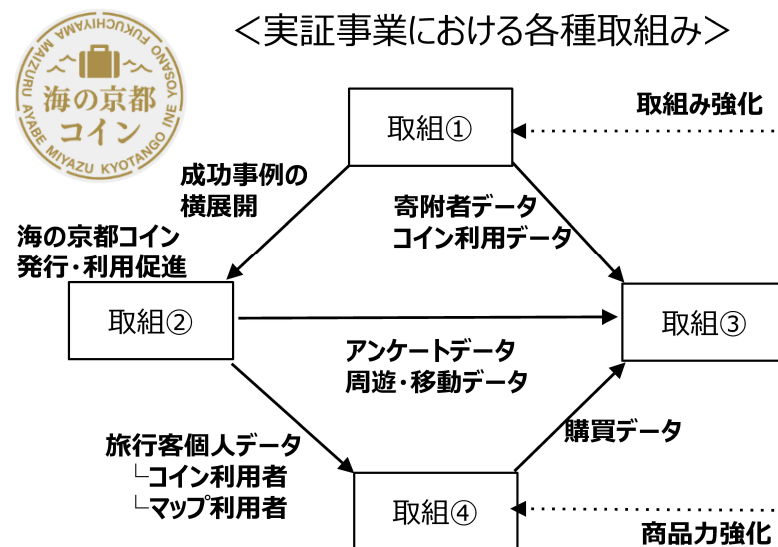 <実証事業における各種取組み>
FUKUCHIYAMA MAIZURU AYABE MIYAZU KYOTANGO INE YOSANO
海の京都
コイン
取組①
取組み強化
成功事例の
横展開
寄附者データ
コイン利用データ
海の京都コイン
発行・利用促進
取組②
取組③
アンケートデータ
周遊・移動データ
旅行客個人データ
└コイン利用者
└マップ利用者
購買データ
取組④
商品力強化